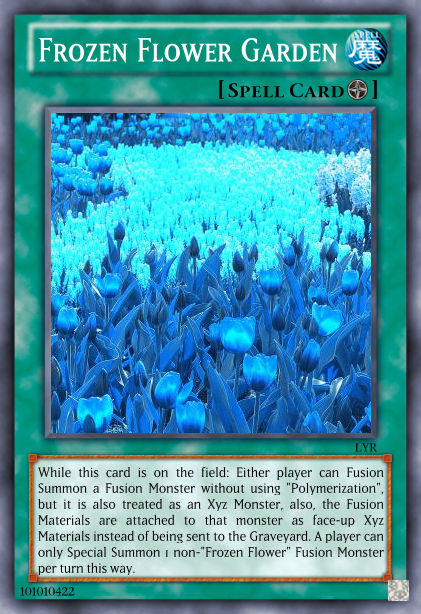 Frozen Flower Garden
SPELL
魔
[Spell Card]
LYR
While this card is on the field: Either player can Fusion
Summon a Fusion Monster without using "Polymerization",
but it is also treated as an Xyz Monster, also, the Fusion
Materials are attached to that monster as face-up Xyz
Materials instead of being sent to the Graveyard. A player can
only Special Summon 1 non-"Frozen Flower" Fusion Monster
per turn this way.
101010422